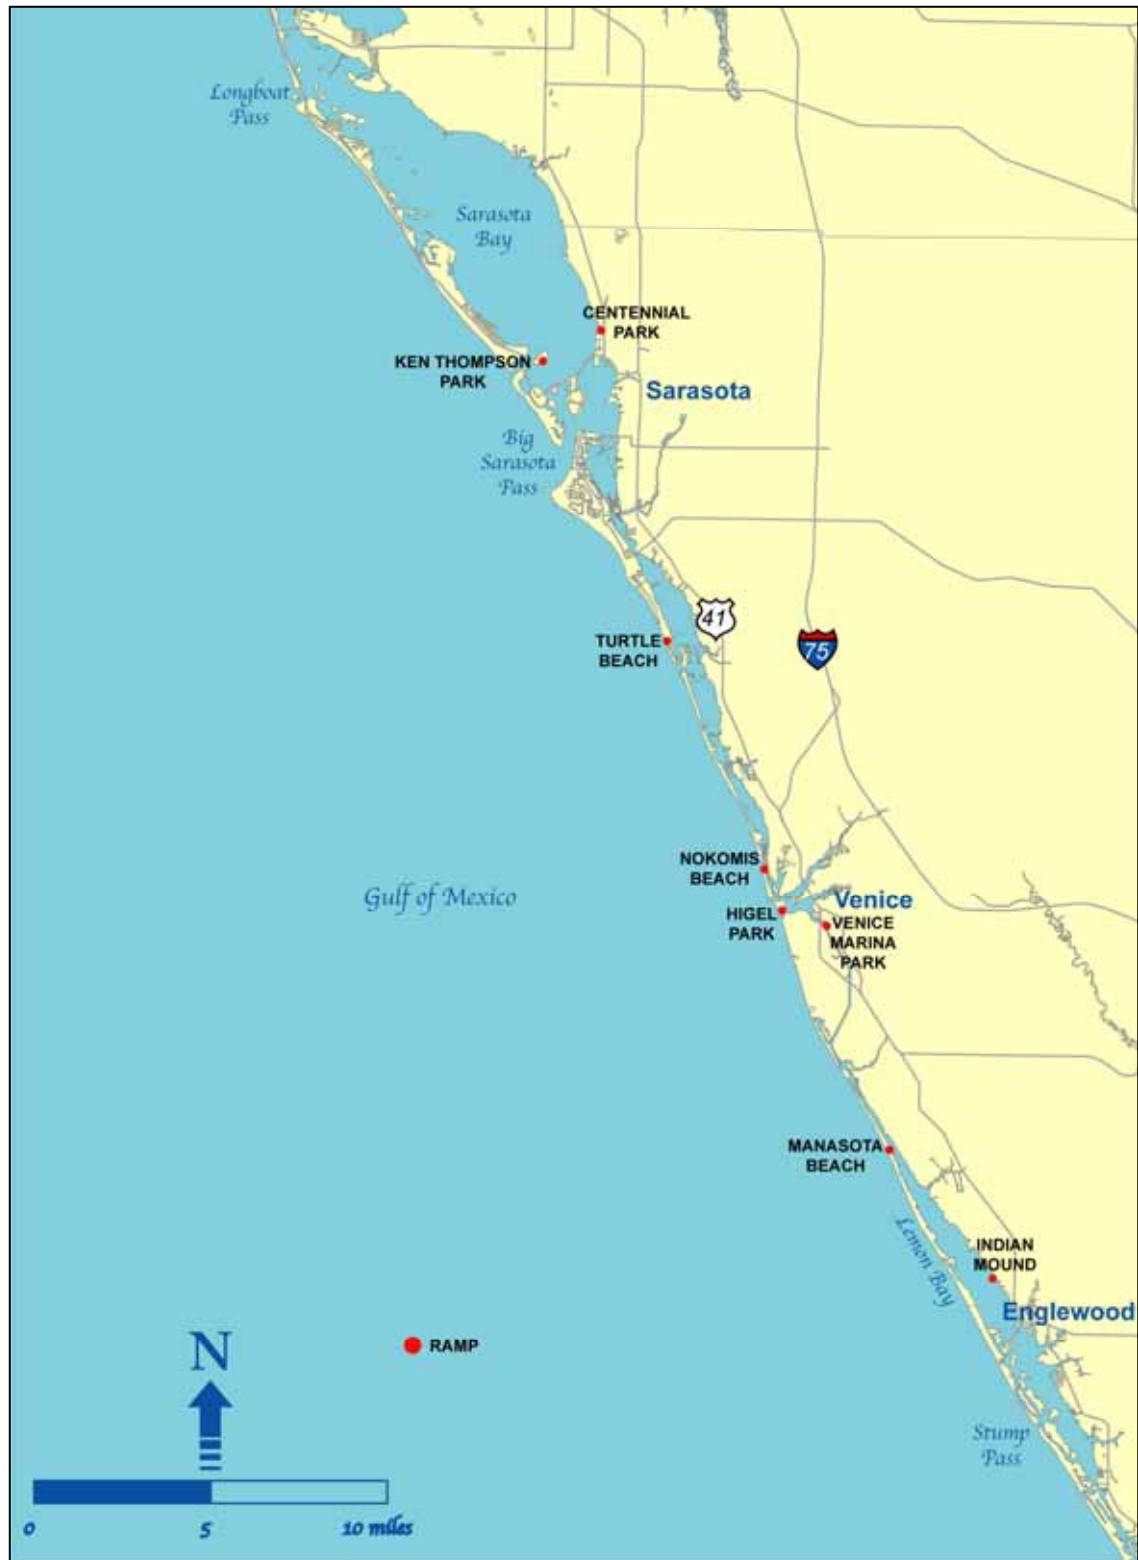 Longboat
Pass
Sarasota
Bay
CENTENNIAL
PARK
KEN THOMPSON
PARK
Sarasota
Big
Sarasota
Pass
41
TURTLE
BEACH
75
NOKOMIS
BEACH
Gulf of Mexico
Venice
HIGEL
PARK
VENICE
MARINA
PARK
MANASOTA
BEACH
Lemon Bay
INDIAN
MOUND
Englewood
RAMP
N
Stump
Pass
0 5 10 miles